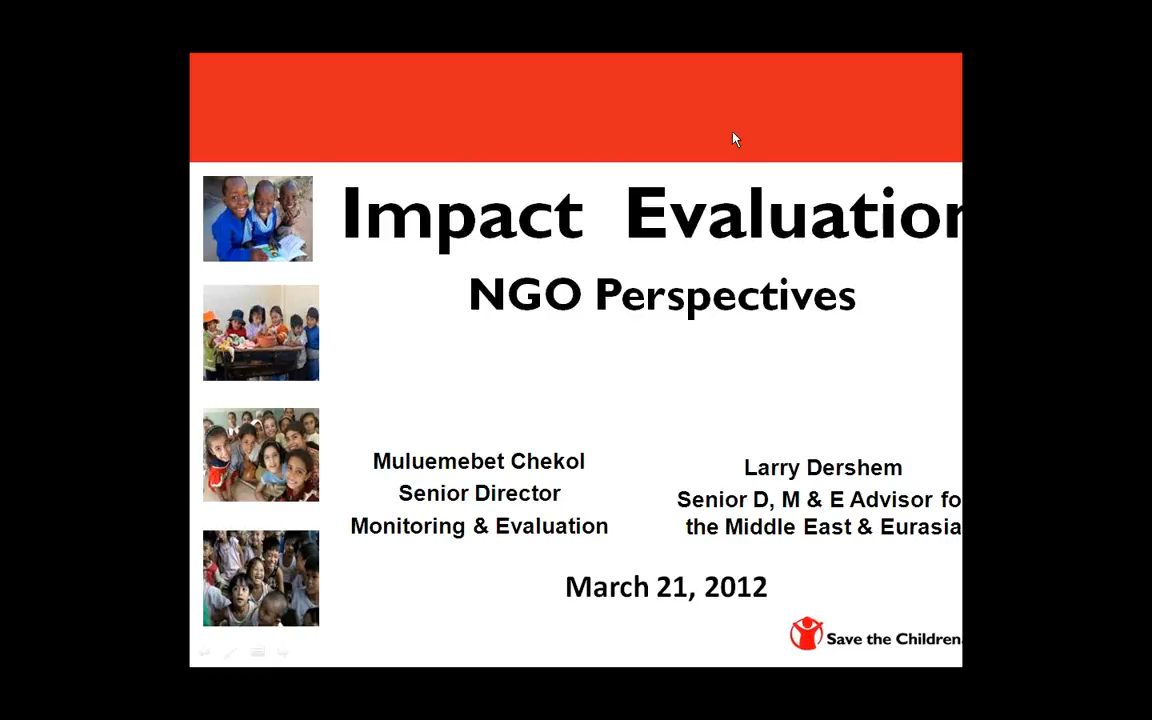 Impact Evaluation
NGO Perspectives
Muluemebet Chekol
Senior Director
Monitoring & Evaluation
Larry Dershem
Senior D, M & E Advisor fo
the Middle East & Eurasia
March 21, 2012
Save the Children